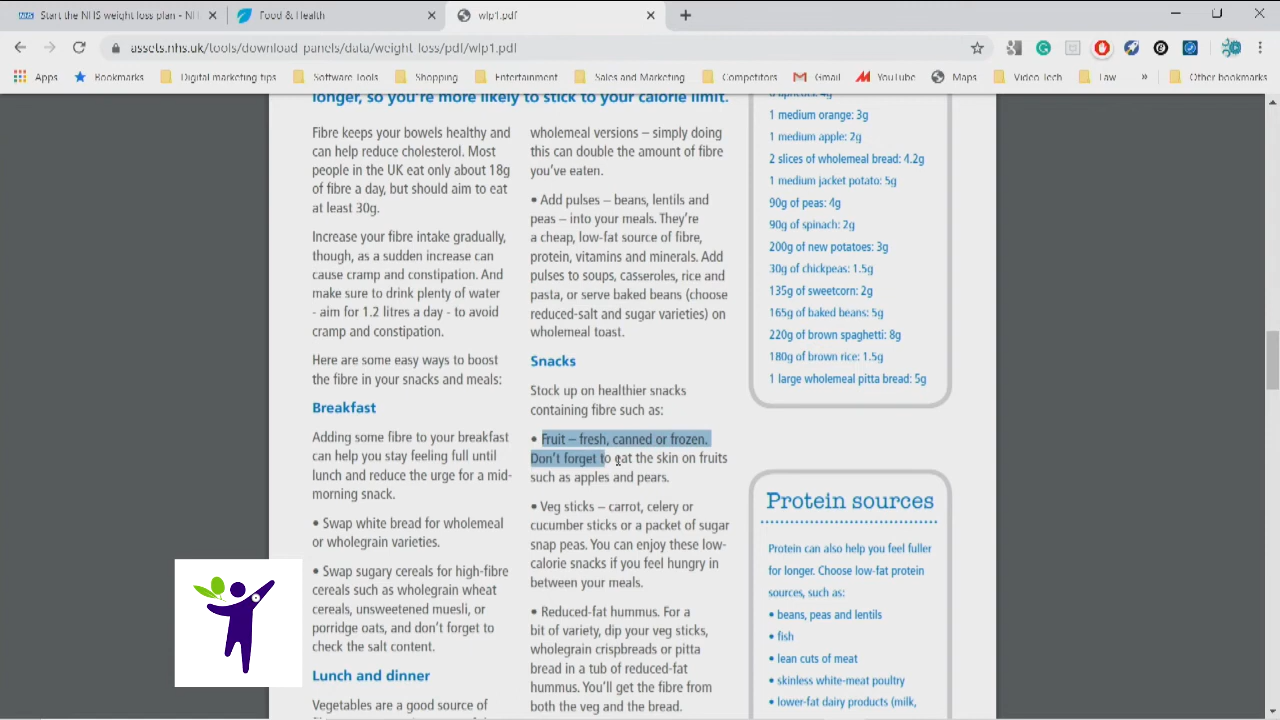 Start the NHS weight loss plan - NH
Food & Health
wlp1.pdf
assets.nhs.uk/tools/download_panels/data/weight_loss/pdf/wlp1.pdf
Apps
Bookmarks
Digital marketing tips
Software Tools
Shopping
Entertainment
Sales and Marketing
Competitors
Gmail
YouTube
Maps
Video Tech
Law
»
Other bookmarks
longer, so you're more likely to stick to your calorie limit.
Fibre keeps your bowels healthy and
can help reduce cholesterol. Most
people in the UK eat only about 18g
of fibre a day, but should aim to eat
at least 30g.
Increase your fibre intake gradually,
though, as a sudden increase can
cause cramp and constipation. And
make sure to drink plenty of water
- aim for 1.2 litres a day - to avoid
cramp and constipation.
Here are some easy ways to boost
the fibre in your snacks and meals:
Breakfast
Adding some fibre to your breakfast
can help you stay feeling full until
lunch and reduce the urge for a mid-
morning snack.
• Swap white bread for wholemeal
or wholegrain varieties.
• Swap sugary cereals for high-fibre
cereals such as wholegrain wheat
cereals, unsweetened muesli, or
porridge oats, and don't forget to
check the salt content.
Lunch and dinner
Vegetables are a good source of
wholemeal versions – simply doing
this can double the amount of fibre
you've eaten.
• Add pulses – beans, lentils and
peas – into your meals. They're
a cheap, low-fat source of fibre,
protein, vitamins and minerals. Add
pulses to soups, casseroles, rice and
pasta, or serve baked beans (choose
reduced-salt and sugar varieties) on
wholemeal toast.
Snacks
Stock up on healthier snacks
containing fibre such as:
• Fruit – fresh, canned or frozen.
Don't forget to eat the skin on fruits
such as apples and pears.
• Veg sticks – carrot, celery or
cucumber sticks or a packet of sugar
snap peas. You can enjoy these low-
calorie snacks if you feel hungry in
between your meals.
• Reduced-fat hummus. For a
bit of variety, dip your veg sticks,
wholegrain crispbreads or pitta
bread in a tub of reduced-fat
hummus. You'll get the fibre from
both the veg and the bread.
1 medium orange: 3g
1 medium apple: 2g
2 slices of wholemeal bread: 4.2g
1 medium jacket potato: 5g
90g of peas: 4g
90g of spinach: 2g
200g of new potatoes: 3g
30g of chickpeas: 1.5g
135g of sweetcorn: 2g
165g of baked beans: 5g
220g of brown spaghetti: 8g
180g of brown rice: 1.5g
1 large wholemeal pitta bread: 5g
Protein sources
Protein can also help you feel fuller
for longer. Choose low-fat protein
sources, such as:
• beans, peas and lentils
• fish
• lean cuts of meat
• skinless white-meat poultry
• lower-fat dairy products (milk,